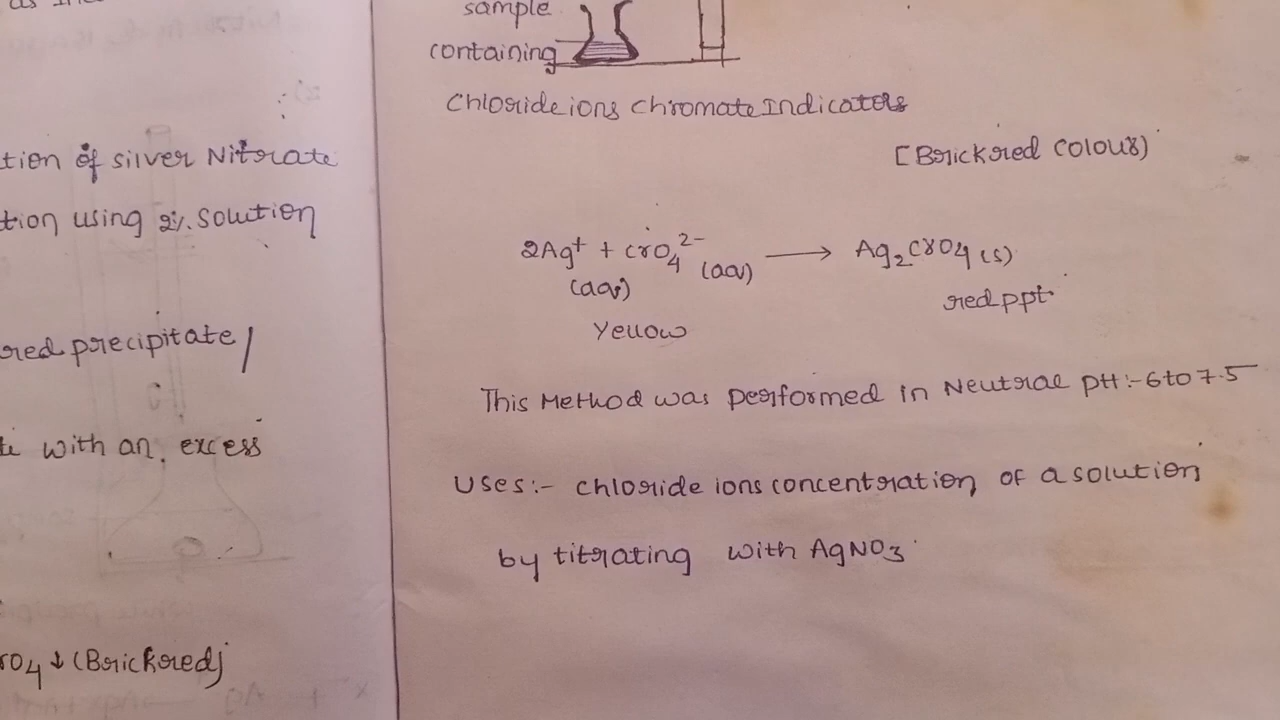 tion of silver Nitrate
tion using 2% solution
red precipitate/
with an excess
rO4 ↓ (Brickred)
sample
containing
Chloride ions Chromate Indicators
[Brickred Colour)
2Ag+ + CrO4 2- (aq) ⟶ Ag2CrO4 (s)
(aq) red ppt
Yellow
This Method was performed in Neutral pH:- 6 to 7.5
Uses:- Chloride ions concentration of a solution
by titrating with AgNO3